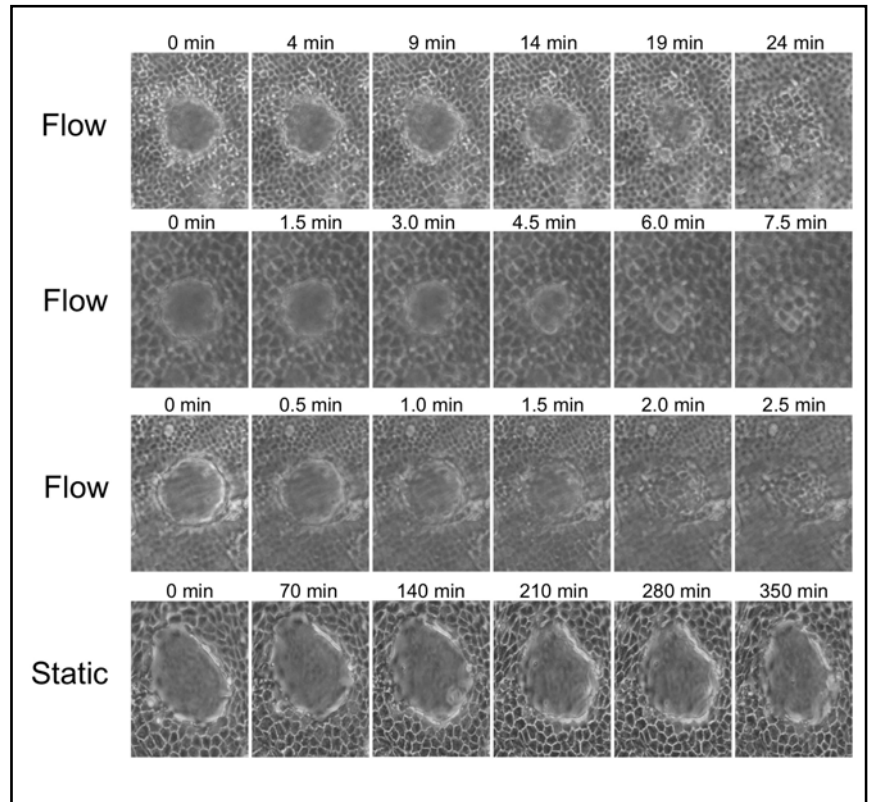 0 min 4 min 9 min 14 min 19 min 24 min
Flow
0 min 1.5 min 3.0 min 4.5 min 6.0 min 7.5 min
Flow
0 min 0.5 min 1.0 min 1.5 min 2.0 min 2.5 min
Flow
0 min 70 min 140 min 210 min 280 min 350 min
Static